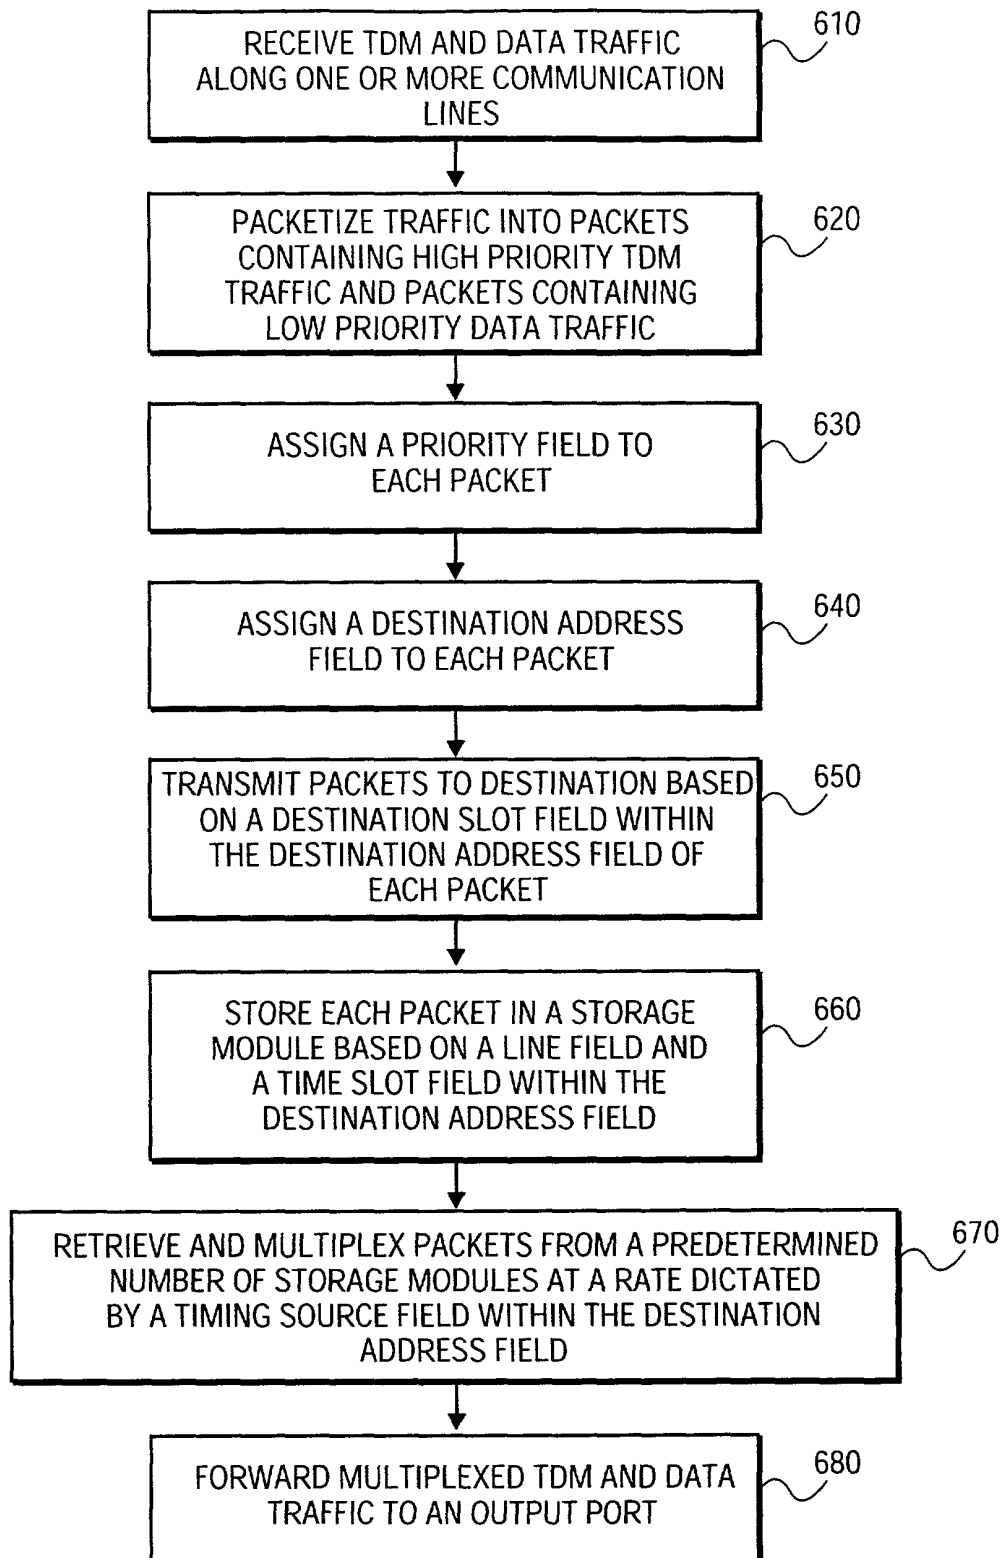 610
RECEIVE TDM AND DATA TRAFFIC
ALONG ONE OR MORE COMMUNICATION
LINES
620
PACKETIZE TRAFFIC INTO PACKETS
CONTAINING HIGH PRIORITY TDM
TRAFFIC AND PACKETS CONTAINING
LOW PRIORITY DATA TRAFFIC
630
ASSIGN A PRIORITY FIELD TO
EACH PACKET
640
ASSIGN A DESTINATION ADDRESS
FIELD TO EACH PACKET
650
TRANSMIT PACKETS TO DESTINATION BASED
ON A DESTINATION SLOT FIELD WITHIN
THE DESTINATION ADDRESS FIELD OF
EACH PACKET
660
STORE EACH PACKET IN A STORAGE
MODULE BASED ON A LINE FIELD AND
A TIME SLOT FIELD WITHIN THE
DESTINATION ADDRESS FIELD
670
RETRIEVE AND MULTIPLEX PACKETS FROM A PREDETERMINED
NUMBER OF STORAGE MODULES AT A RATE DICTATED
BY A TIMING SOURCE FIELD WITHIN THE DESTINATION
ADDRESS FIELD
680
FORWARD MULTIPLEXED TDM AND DATA
TRAFFIC TO AN OUTPUT PORT